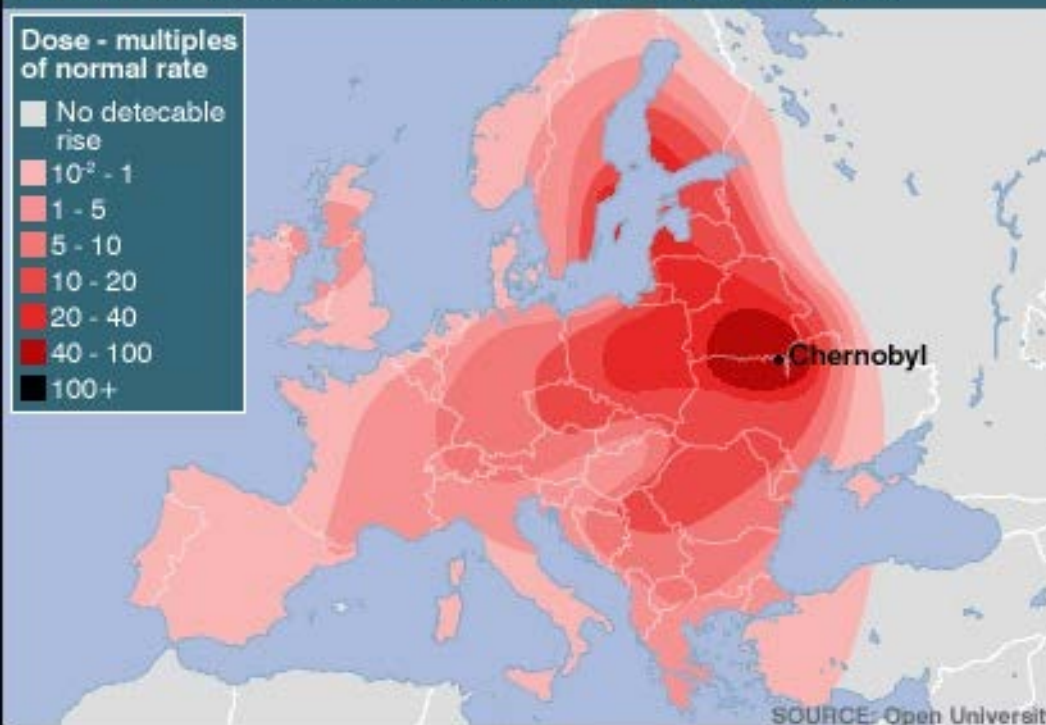 Dose - multiples
of normal rate
No detecable
rise
10⁻² - 1
1 - 5
5 - 10
10 - 20
20 - 40
40 - 100
100+
Chernobyl
SOURCE: Open Universit